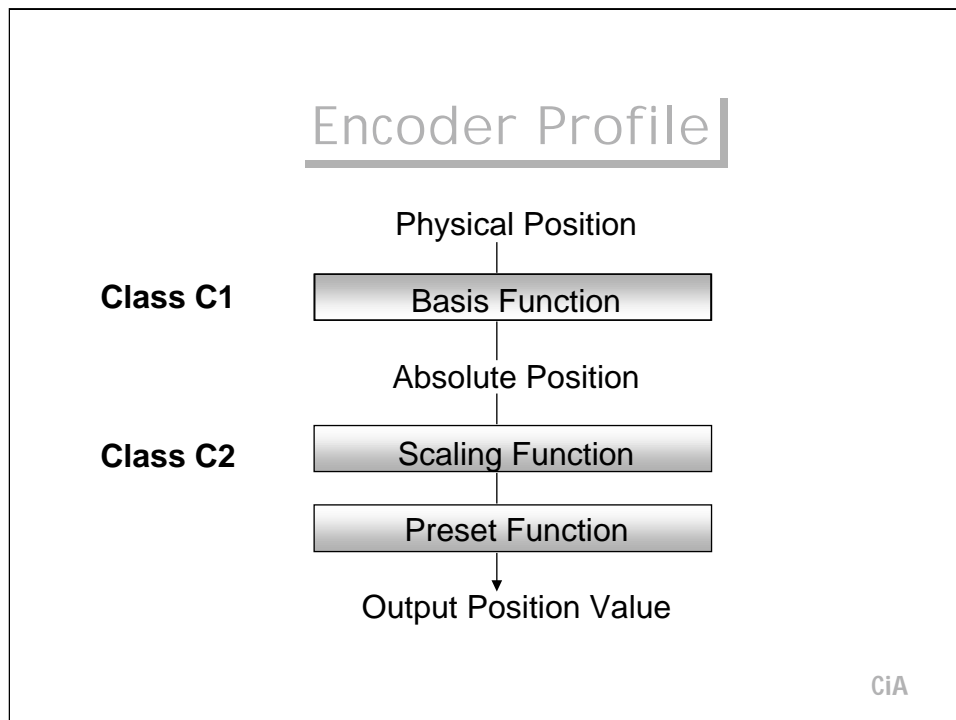 Encoder Profile
Physical Position
Class C1
Basis Function
Absolute Position
Class C2
Scaling Function
Preset Function
Output Position Value
CiA